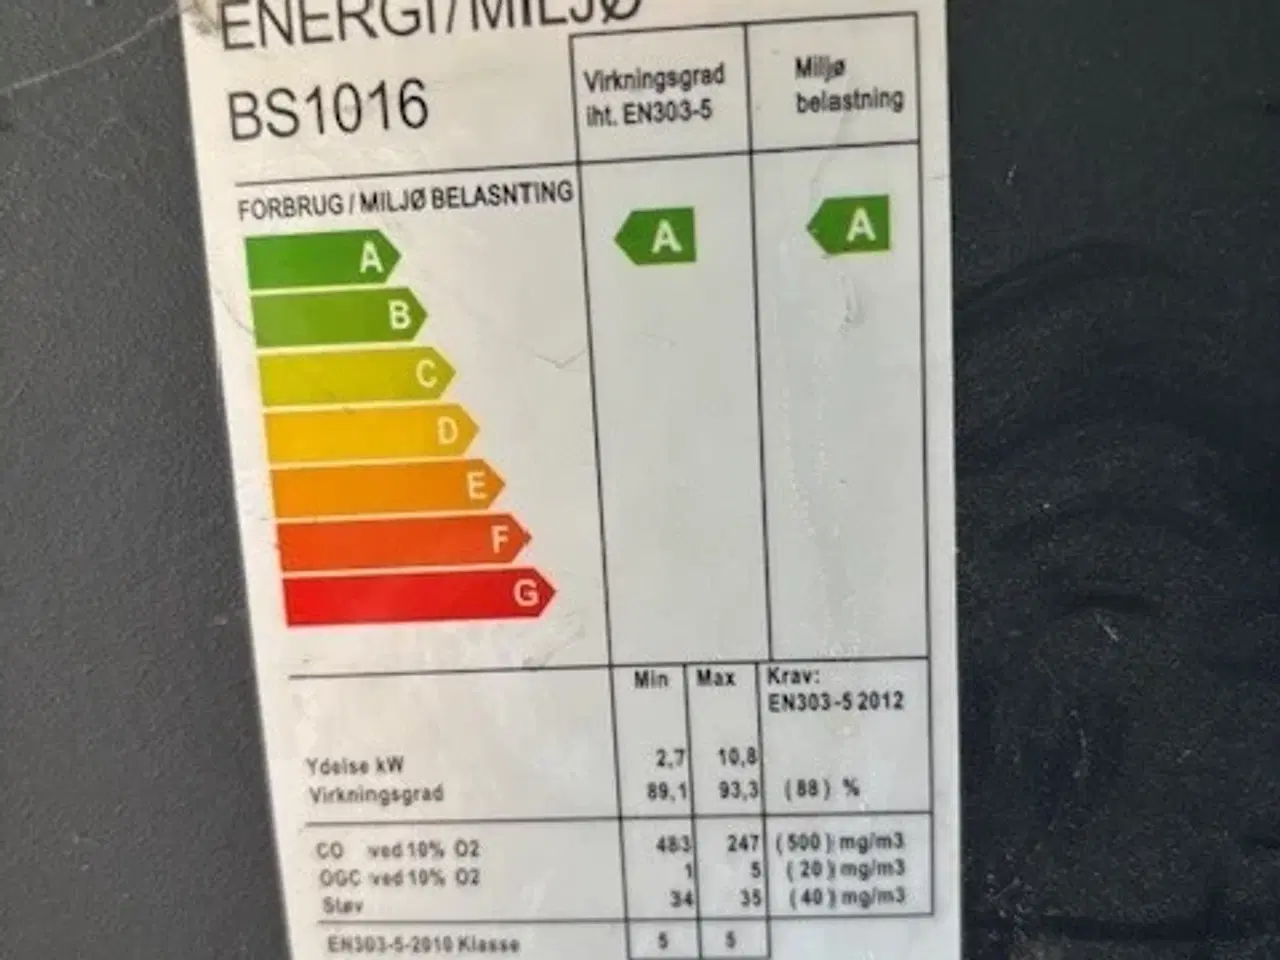 ENERGI/MILJØ
BS1016
Virkningsgrad
iht. EN303-5
Miljø
belastning
FORBRUG / MILJØ BELASNTING
A
B
C
D
E
F
G
A
A
Min Max Krav:
EN303-5 2012
Ydelse kW 2,7 10,8
Virkningsgrad 89,1 93,3 (88) %
CO ved 10% O2 483 247 (500) mg/m3
OGC ved 10% O2 1 5 (20) mg/m3
Støv 34 35 (40) mg/m3
EN303-5-2010 Klasse 5 5